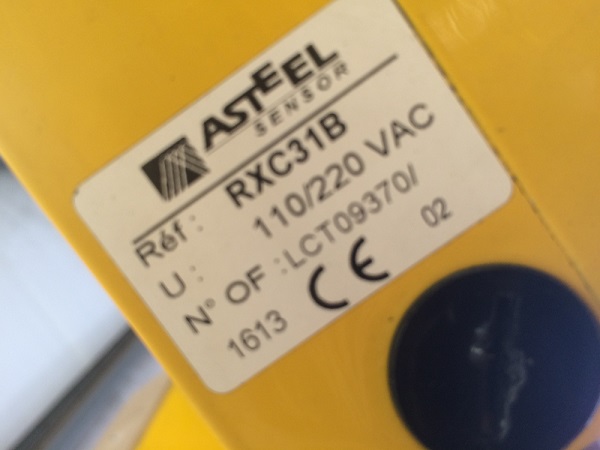 ASTEEL
SENSOR
Réf : RXC31B
U : 110/220 VAC
N° OF : LCT09370/
1613 CE 02